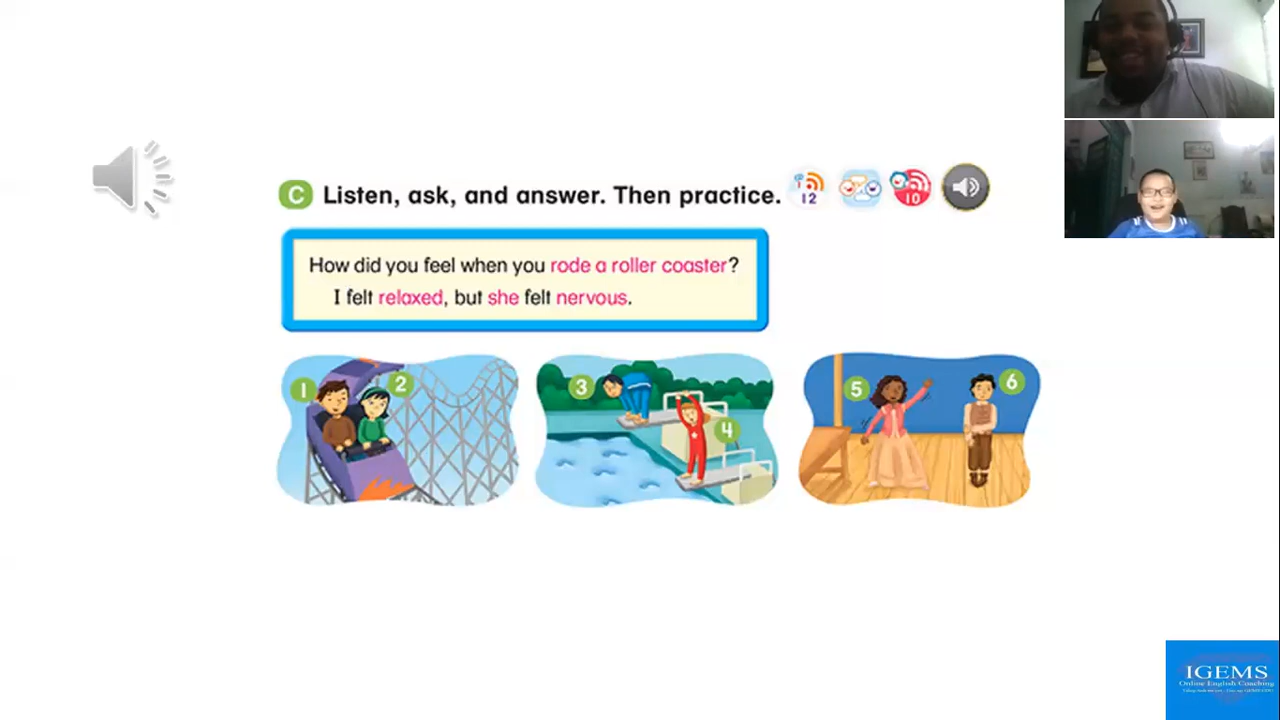 C Listen, ask, and answer. Then practice.
12
10
How did you feel when you rode a roller coaster?
I felt relaxed, but she felt nervous.
1
2
3
4
5
6
IGEMS
Online English Coaching